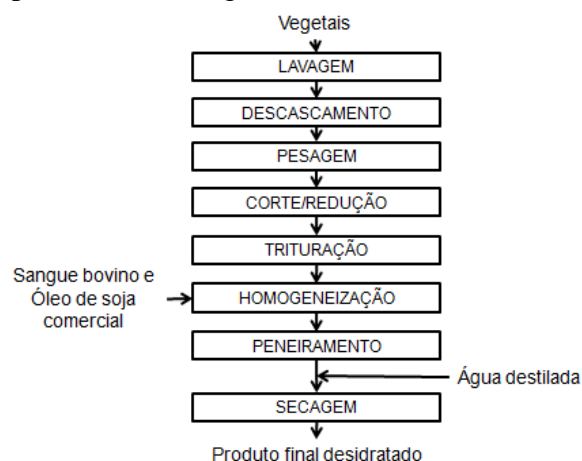 Vegetais
LAVAGEM
DESCASCAMENTO
PESAGEM
CORTE/REDUÇÃO
TRITURAÇÃO
Sangue bovino e
Óleo de soja
comercial
HOMOGENEIZAÇÃO
PENEIRAMENTO
Água destilada
SECAGEM
Produto final desidratado